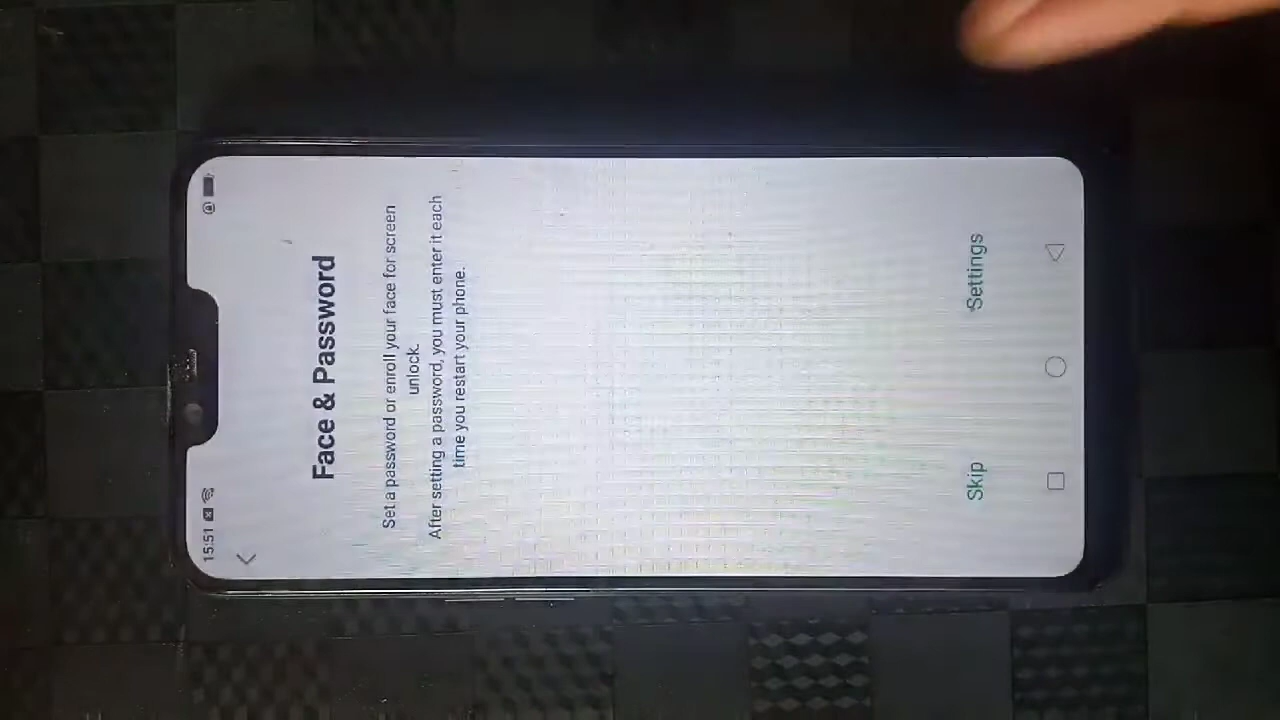 15:51
Face & Password
Set a password or enroll your face for screen
unlock.
After setting a password, you must enter it each
time you restart your phone.
Skip
Settings